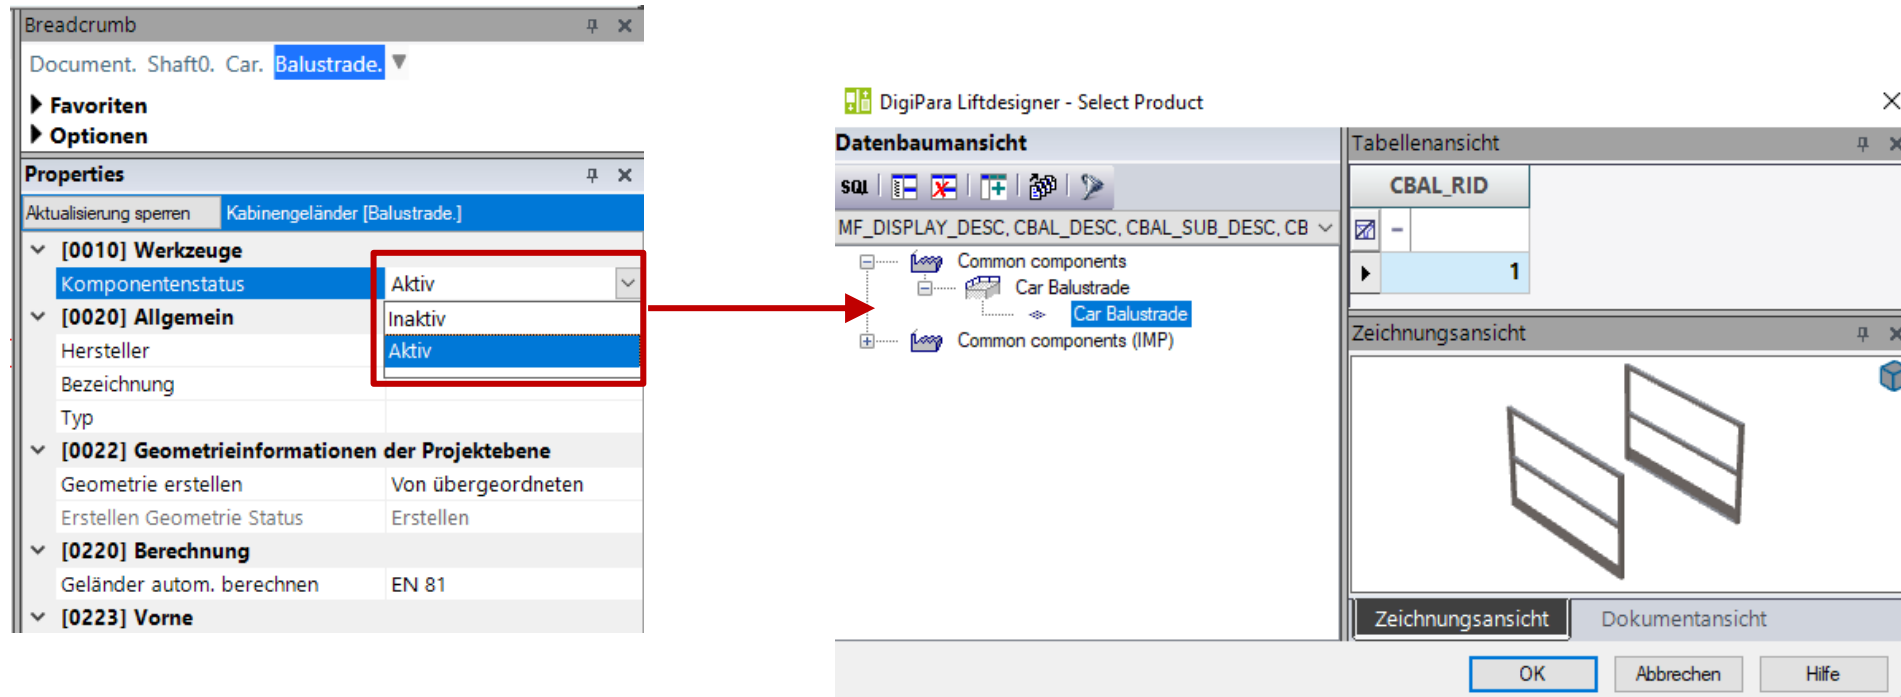 Breadcrumb
Document. Shaft0. Car. Balustrade.
Favoriten
Optionen
Properties
Aktualisierung sperren Kabinengeländer [Balustrade.]
[0010] Werkzeuge
Komponentenstatus Aktiv
Inaktiv
Aktiv
[0020] Allgemein
Hersteller
Bezeichnung
Typ
[0022] Geometrieinformationen der Projektebene
Geometrie erstellen Von übergeordneten
Erstellen Geometrie Status Erstellen
[0220] Berechnung
Geländer autom. berechnen EN 81
[0223] Vorne
DigiPara Liftdesigner - Select Product
Datenbaumansicht
SQL
MF_DISPLAY_DESC, CBAL_DESC, CBAL_SUB_DESC, CB
Common components
Car Balustrade
Car Balustrade
Common components (IMP)
Tabellenansicht
CBAL_RID
1
Zeichnungsansicht
Zeichnungsansicht Dokumentansicht
OK Abbrechen Hilfe